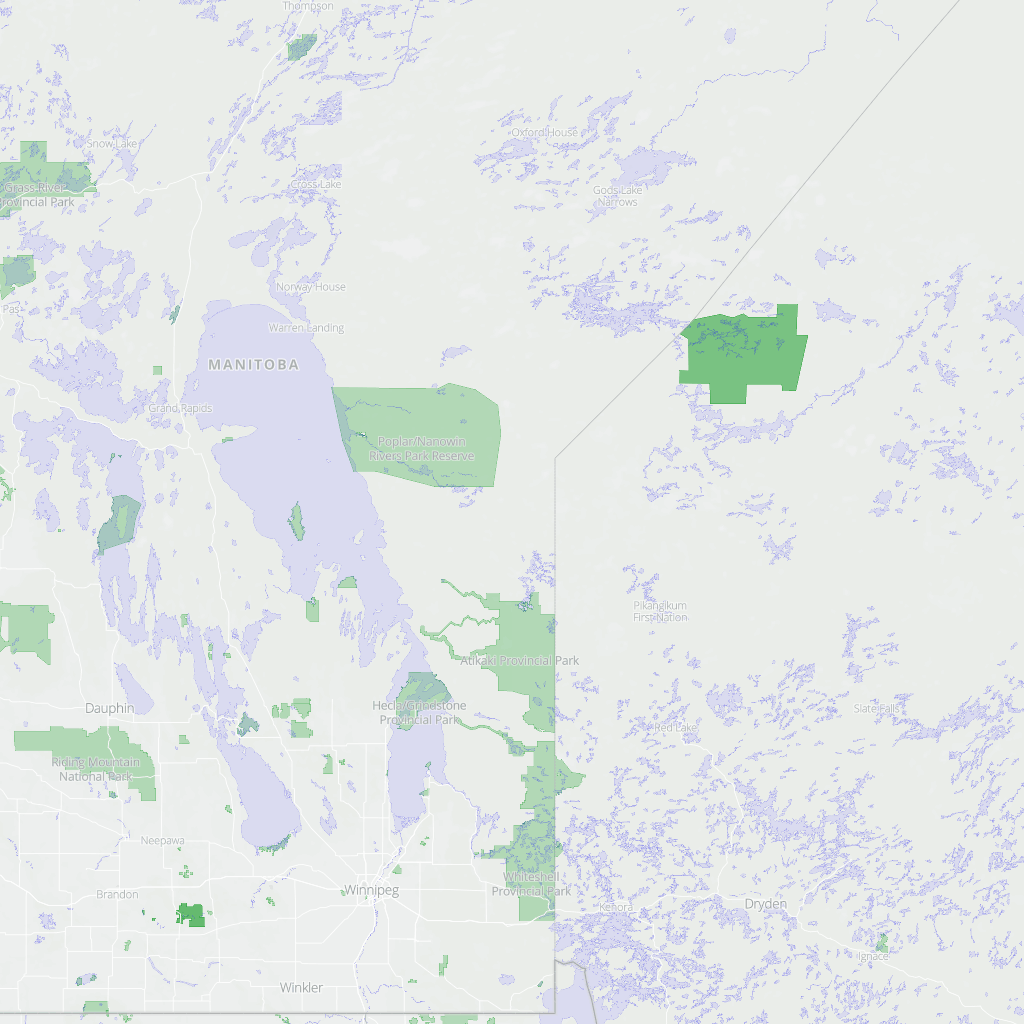 Thompson
Oxford House
Snow Lake
Cross Lake
Grass River
Provincial Park
Gods Lake
Narrows
Norway House
Pas
Warren Landing
MANITOBA
Grand Rapids
Poplar/Nanowin
Rivers Park Reserve
Pikangikum
First Nation
Atikaki Provincial Park
Dauphin
Hecla/Grindstone
Provincial Park
Slate Falls
Red Lake
Riding Mountain
National Park
Neepawa
Whiteshell
Provincial Park
Winnipeg
Brandon
Kenora
Dryden
Ignace
Winkler